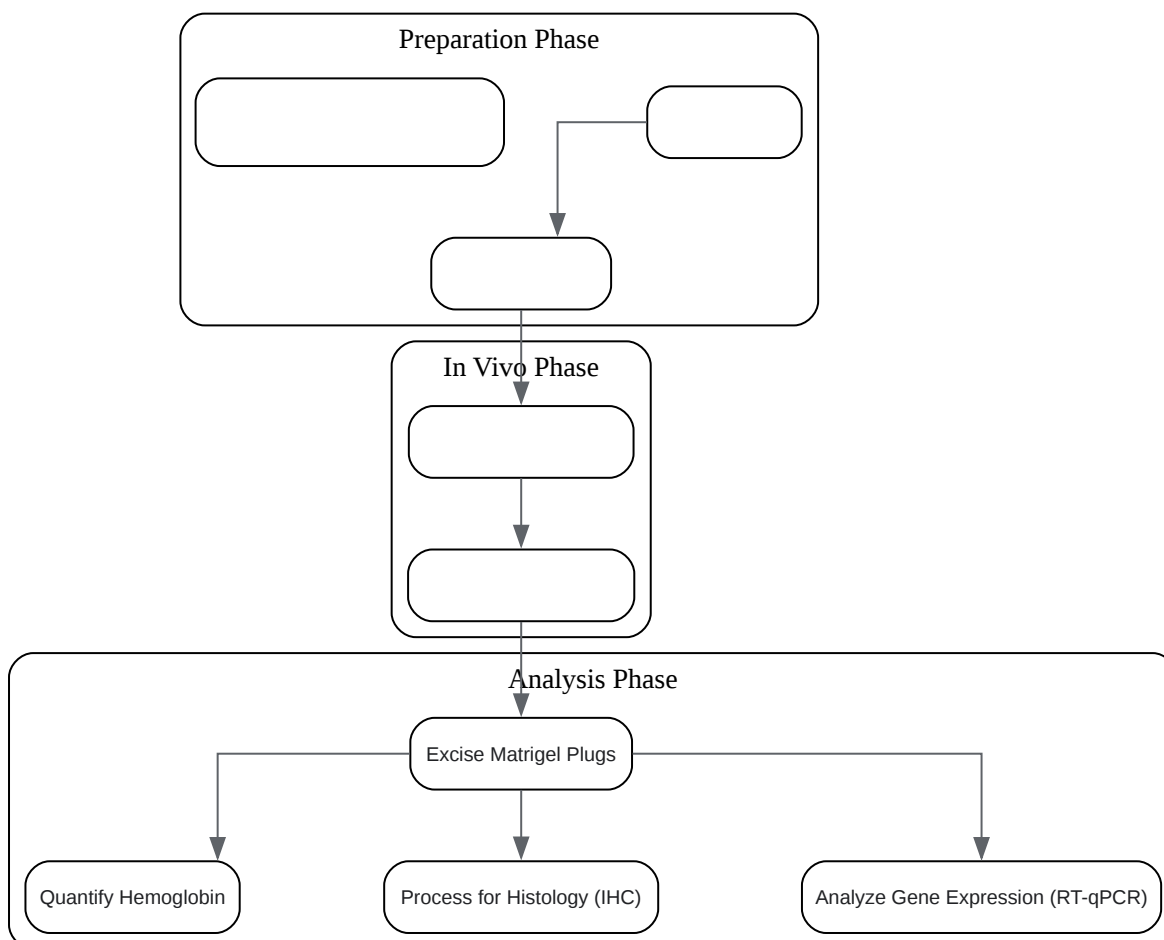 Preparation Phase
In Vivo Phase
Analysis Phase
Excise Matrigel Plugs
Quantify Hemoglobin
Process for Histology (IHC)
Analyze Gene Expression (RT-qPCR)